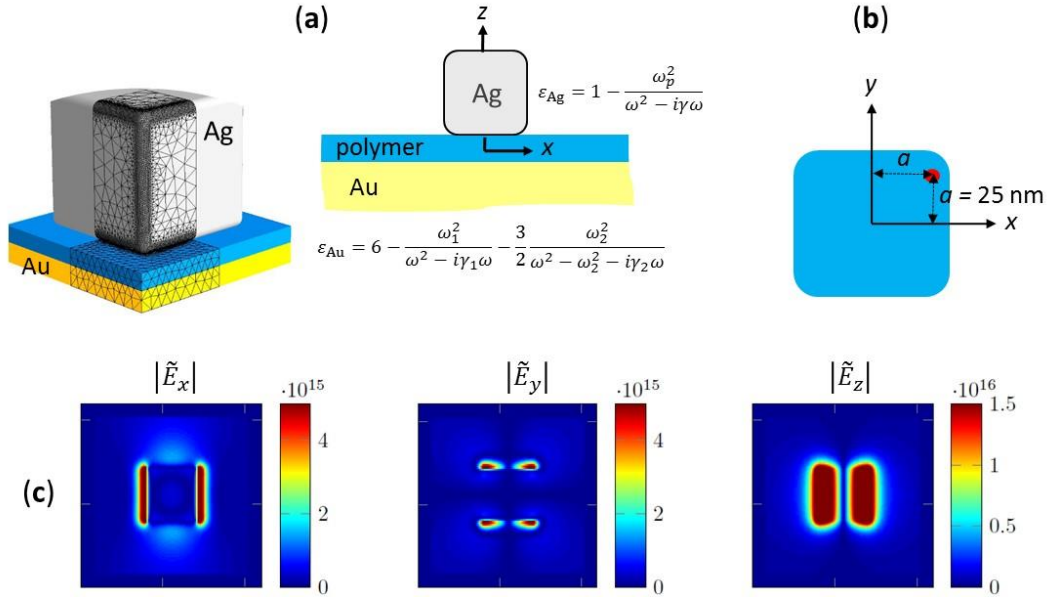 (a)
(b)
z
Ag
Ag
ε_Ag = 1 − ω_p^2 / (ω^2 − iγω)
polymer
x
Au
Au
ε_Au = 6 − ω_1^2 / (ω^2 − iγ_1ω) − 3/2 ω_2^2 / (ω^2 − ω_2^2 − iγ_2ω)
y
a
a = 25 nm
x
(c)
|Ẽ_x|
·10^15
4
2
0
|Ẽ_y|
·10^15
4
2
0
|Ẽ_z|
·10^16
1.5
1
0.5
0